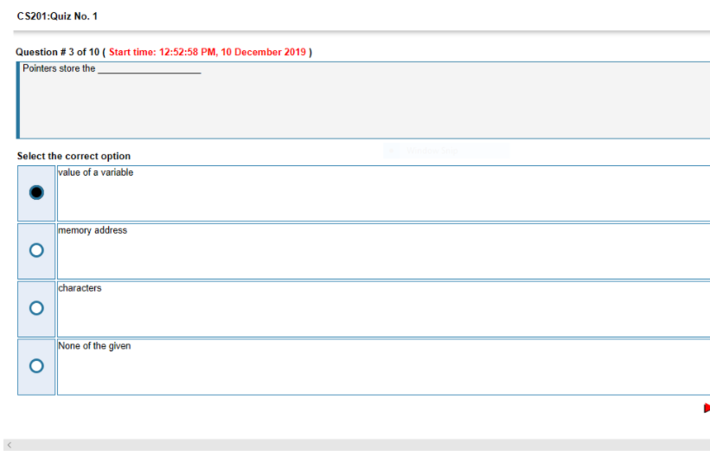 CS201:Quiz No. 1
Question # 3 of 10 ( Start time: 12:52:58 PM, 10 December 2019 )
Pointers store the ____________________
Select the correct option
value of a variable
memory address
characters
None of the given